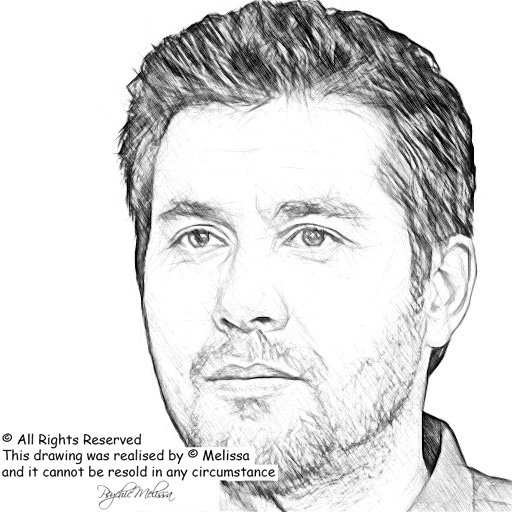 © All Rights Reserved
This drawing was realised by © Melissa
and it cannot be resold in any circumstance
Psychic Melissa